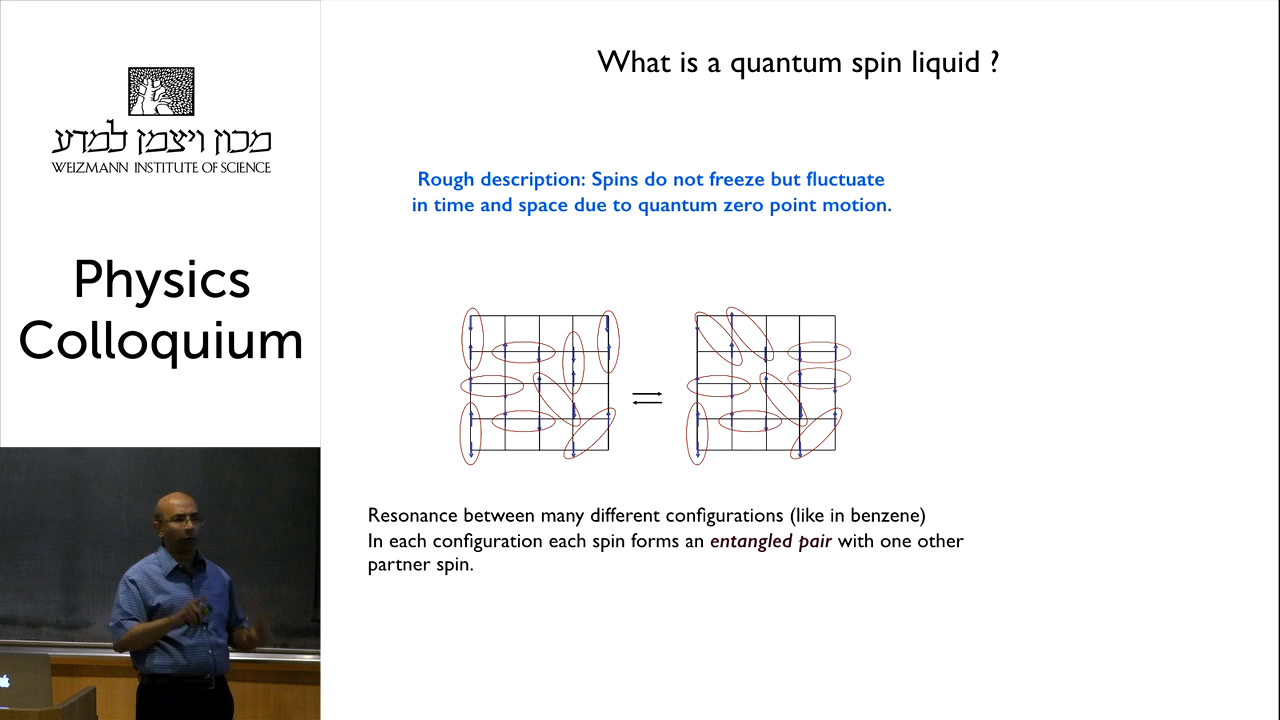 מכון ויצמן למדע
WEIZMANN INSTITUTE OF SCIENCE
Physics
Colloquium
What is a quantum spin liquid ?
Rough description: Spins do not freeze but fluctuate
in time and space due to quantum zero point motion.
Resonance between many different configurations (like in benzene)
In each configuration each spin forms an entangled pair with one other
partner spin.